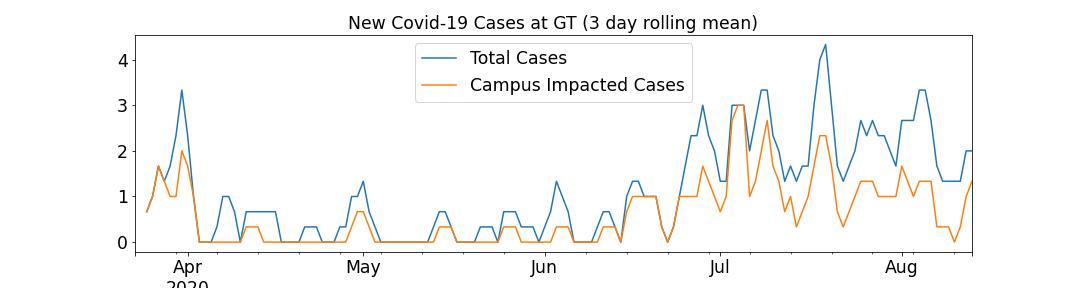 New Covid-19 Cases at GT (3 day rolling mean)
Total Cases
Campus Impacted Cases
4
3
2
1
0
Apr May Jun Jul Aug
2020